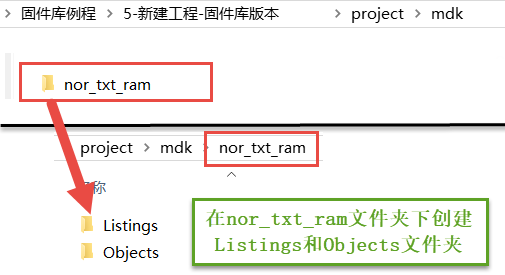 固件库例程 > 5-新建工程-固件库版本 > project > mdk
nor_txt_ram
project > mdk > nor_txt_ram
Listings
Objects
在nor_txt_ram文件夹下创建
Listings和Objects文件夹